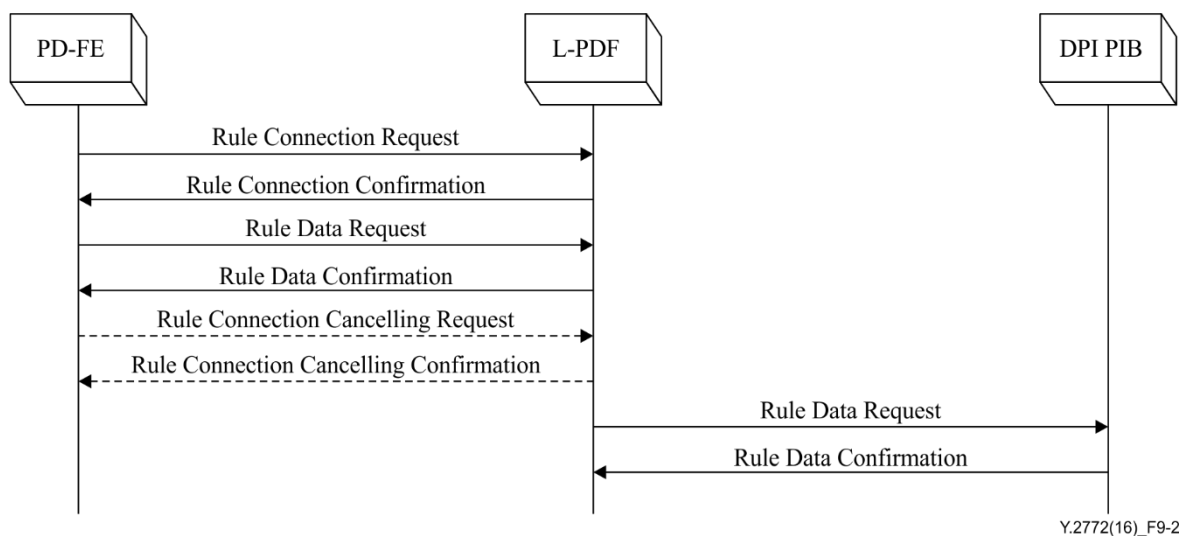 PD-FE
L-PDF
DPI PIB
Rule Connection Request
Rule Connection Confirmation
Rule Data Request
Rule Data Confirmation
Rule Connection Cancelling Request
Rule Connection Cancelling Confirmation
Rule Data Request
Rule Data Confirmation
Y.2772(16)_F9-2